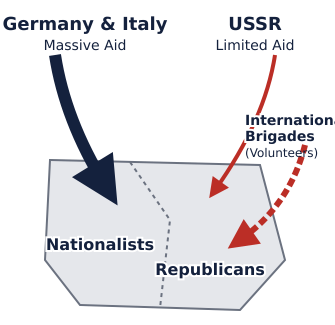 Germany & Italy
Massive Aid
USSR
Limited Aid
Internationa
Brigades
(Volunteers)
Nationalists
Republicans